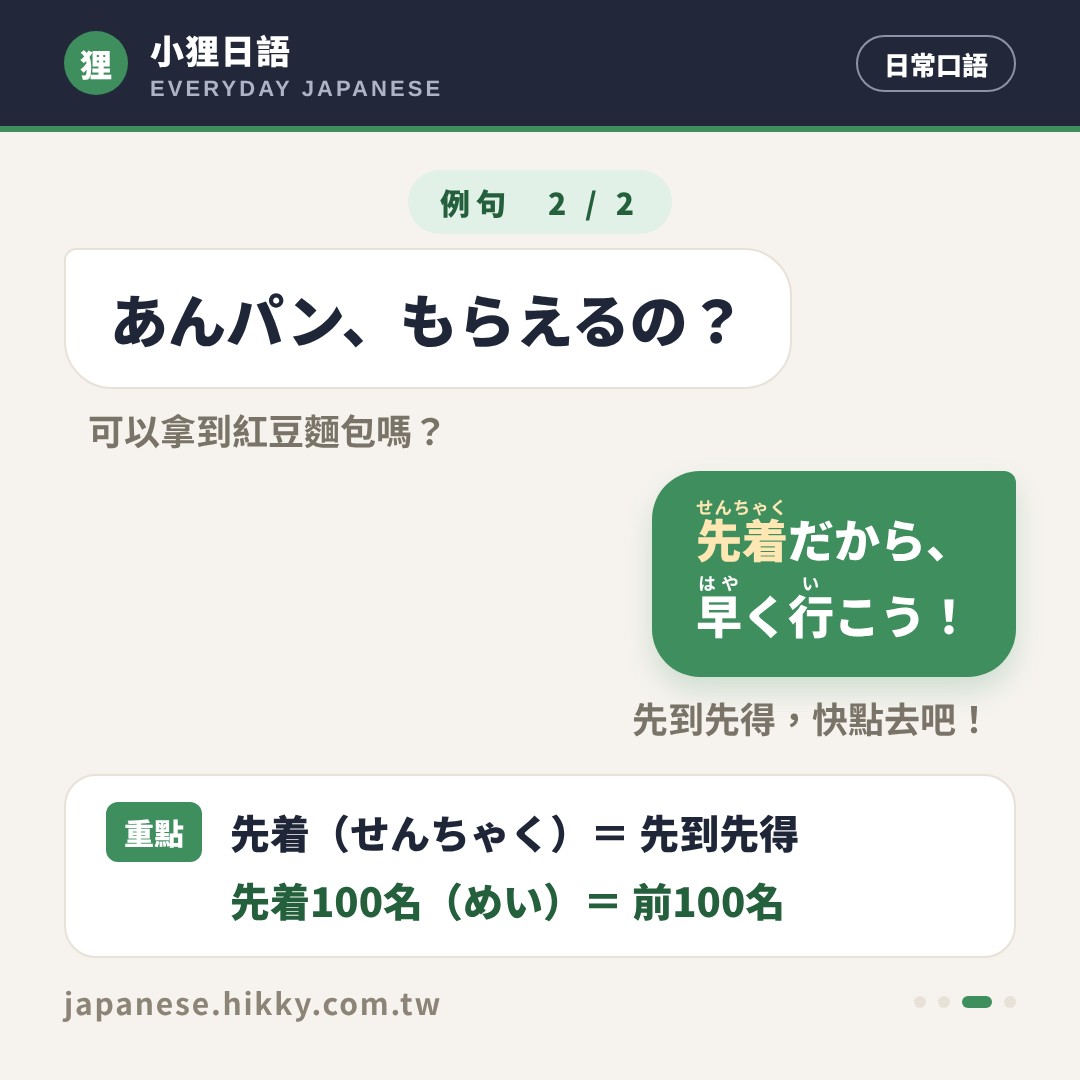 狸
小狸日語
EVERYDAY JAPANESE
日常口語
例句 2 / 2
あんパン、もらえるの？
可以拿到紅豆麵包嗎？
せんちゃく
先着だから、
はや い
早く行こう！
先到先得，快點去吧！
重點 先着（せんちゃく）＝ 先到先得
先着100名（めい）＝ 前100名
japanese.hikky.com.tw